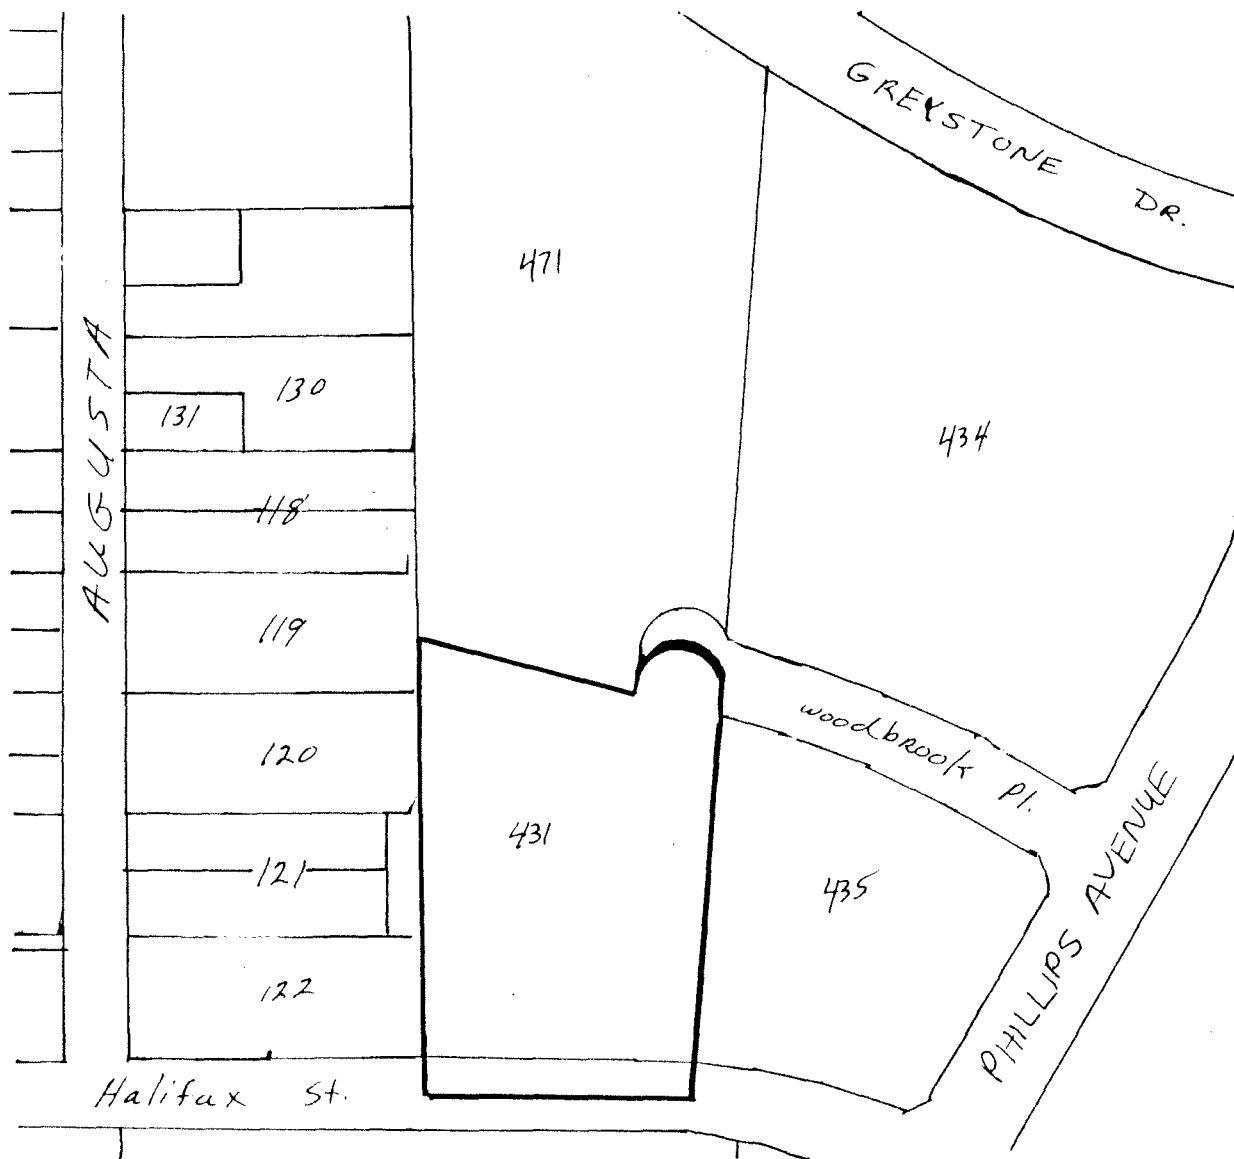 GREYSTONE DR.
471
AUGUSTA
130
131
434
118
119
woodbrook Pl.
120
431
121
435
PHILLIPS AVENUE
122
Halifax St.